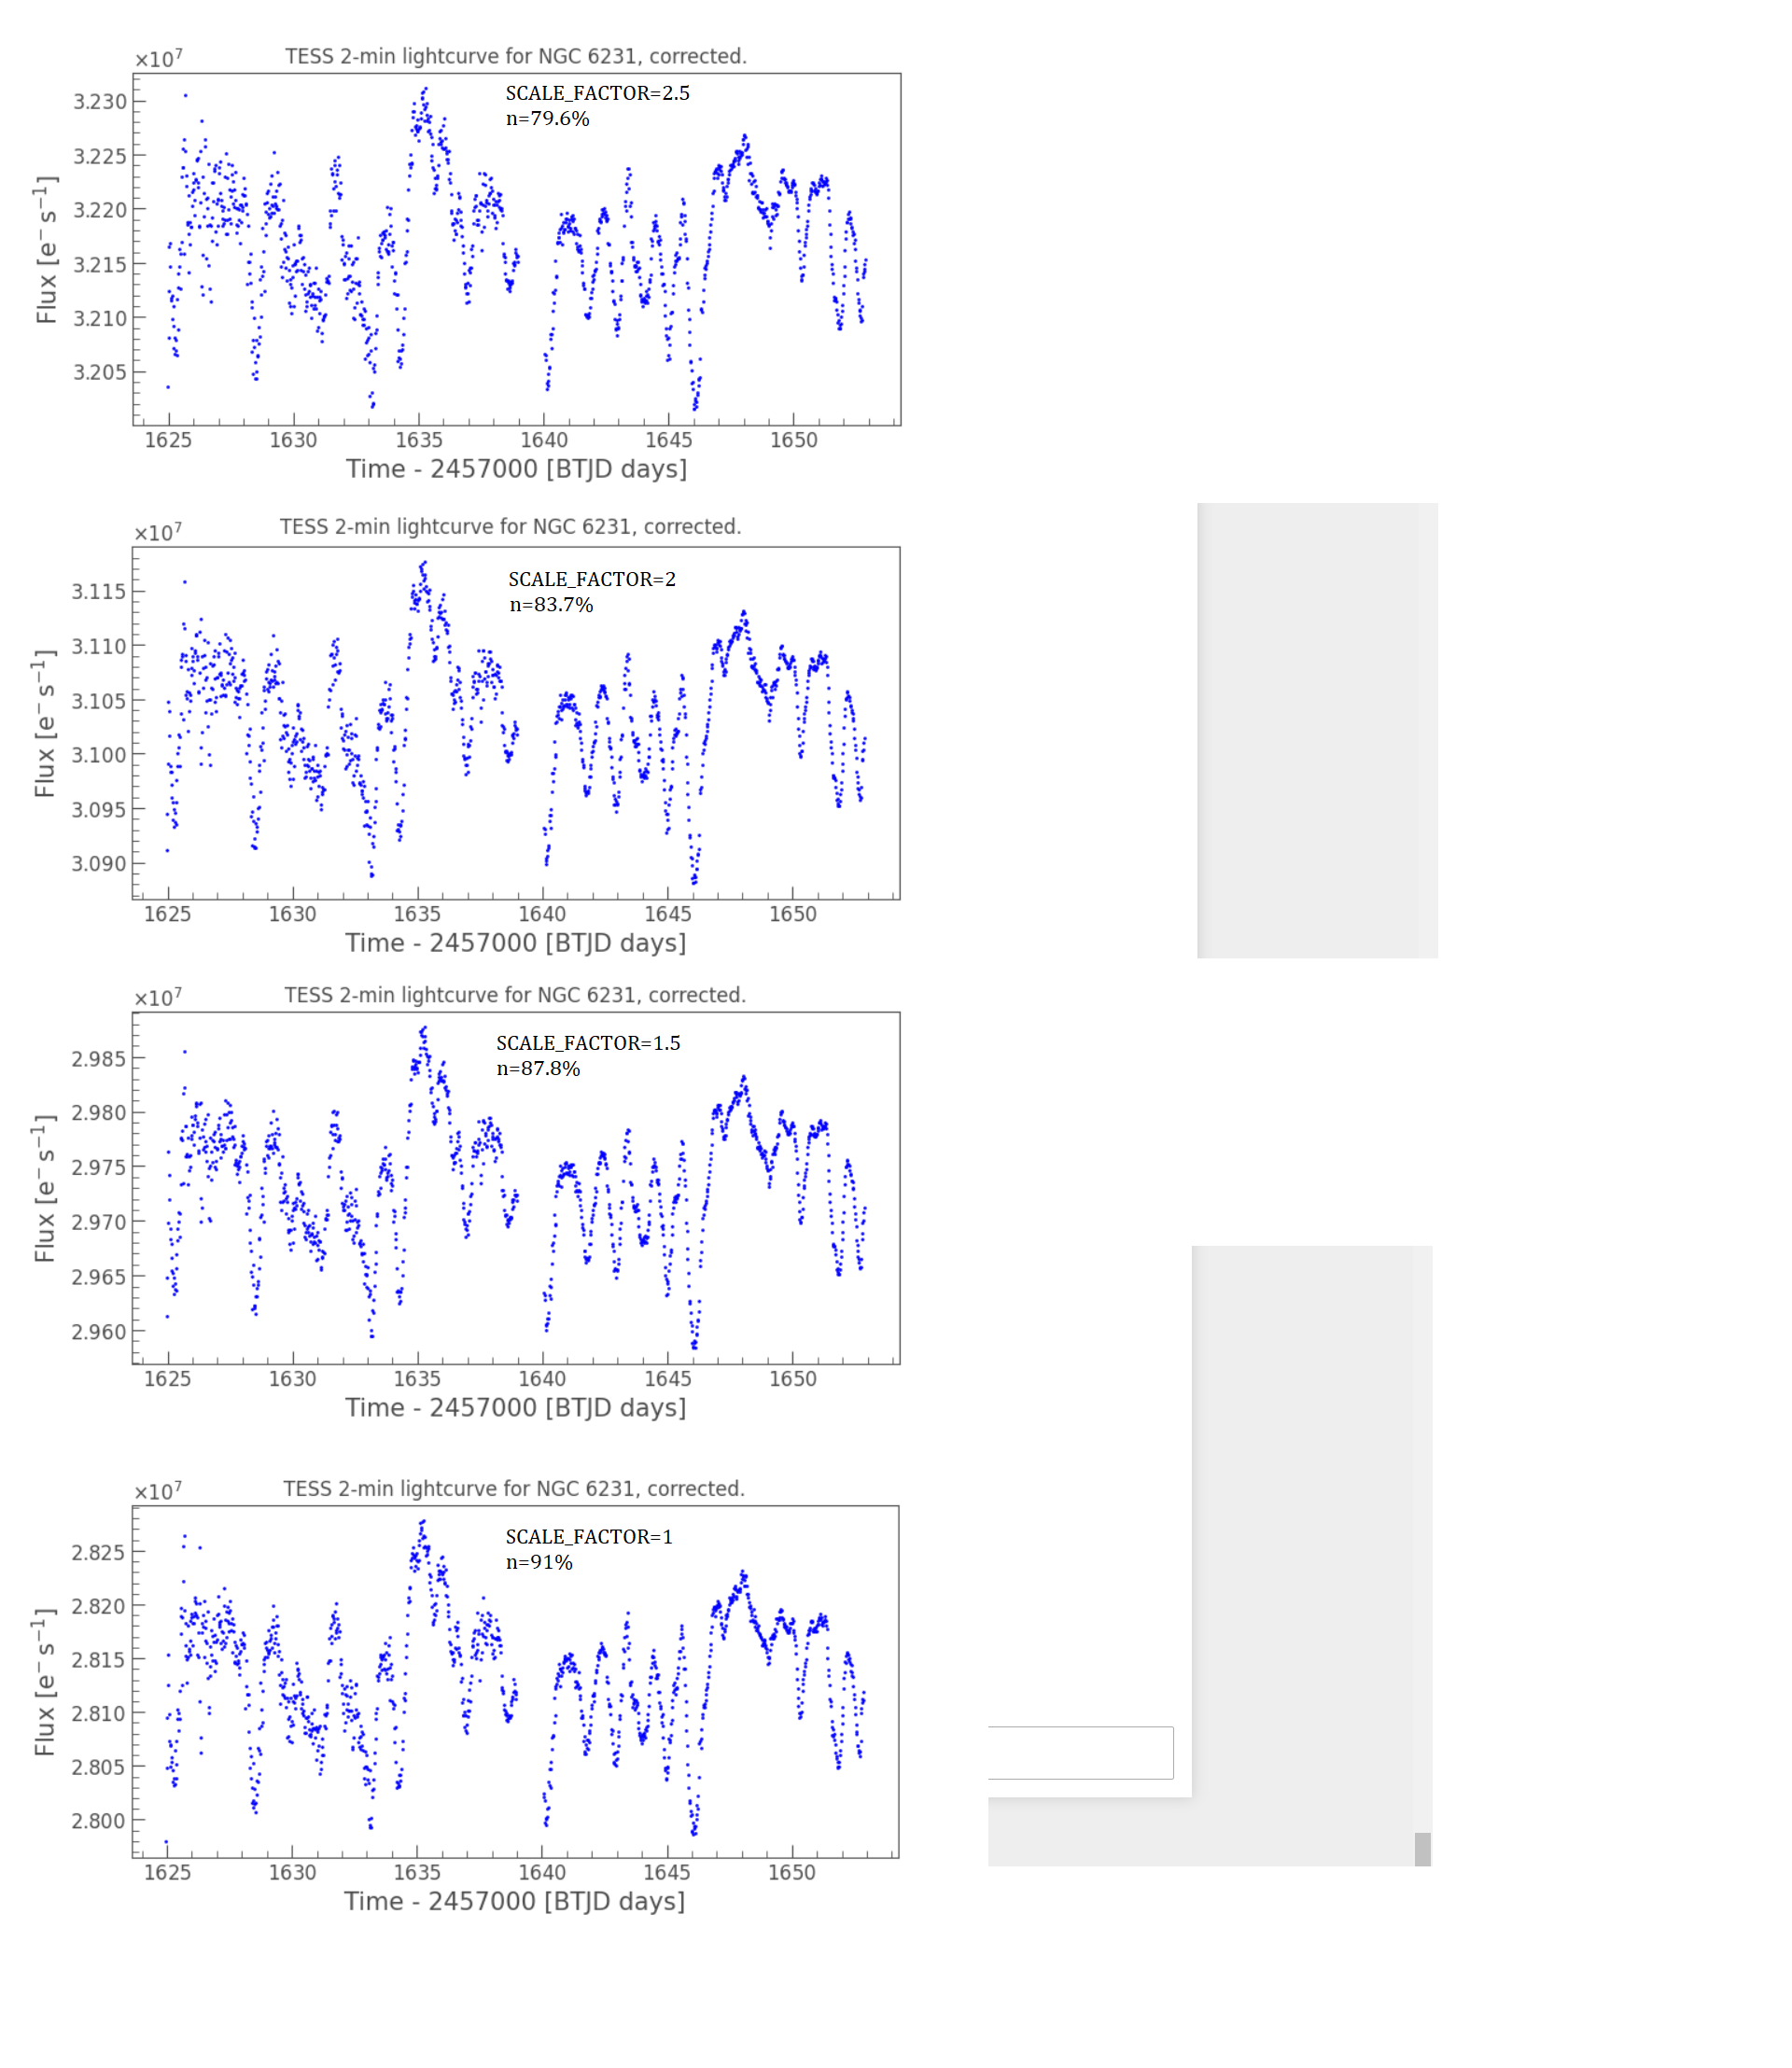 TESS 2-min lightcurve for NGC 6231, corrected.
×10⁷
SCALE_FACTOR=2.5
n=79.6%
3.230
3.225
3.220
3.215
3.210
3.205
Flux [e⁻ s⁻¹]
1625 1630 1635 1640 1645 1650
Time - 2457000 [BTJD days]
TESS 2-min lightcurve for NGC 6231, corrected.
×10⁷
SCALE_FACTOR=2
n=83.7%
3.115
3.110
3.105
3.100
3.095
3.090
Flux [e⁻ s⁻¹]
1625 1630 1635 1640 1645 1650
Time - 2457000 [BTJD days]
TESS 2-min lightcurve for NGC 6231, corrected.
×10⁷
SCALE_FACTOR=1.5
n=87.8%
2.985
2.980
2.975
2.970
2.965
2.960
Flux [e⁻ s⁻¹]
1625 1630 1635 1640 1645 1650
Time - 2457000 [BTJD days]
TESS 2-min lightcurve for NGC 6231, corrected.
×10⁷
SCALE_FACTOR=1
n=91%
2.825
2.820
2.815
2.810
2.805
2.800
Flux [e⁻ s⁻¹]
1625 1630 1635 1640 1645 1650
Time - 2457000 [BTJD days]